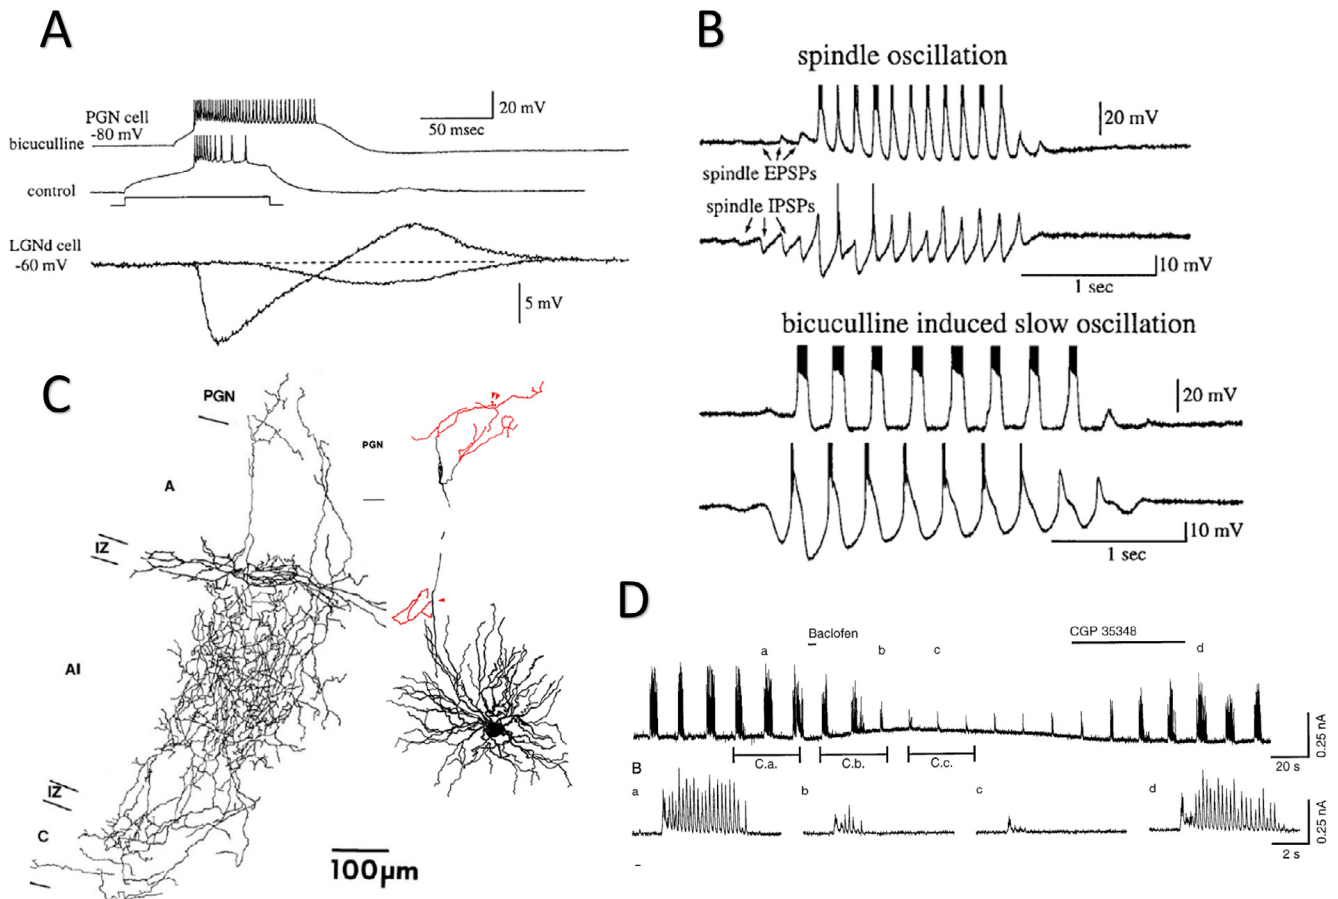 A
PGN cell
-80 mV
bicuculline
20 mV
50 msec
control
LGNd cell
-60 mV
5 mV
B
spindle oscillation
20 mV
spindle EPSPs
spindle IPSPs
10 mV
1 sec
bicuculline induced slow oscillation
20 mV
10 mV
1 sec
C
PGN
A
IZ
AI
IZ
C
PGN
100µm
D
Baclofen
CGP 35348
a
b
c
d
0.25 nA
20 s
C.a.
C.b.
C.c.
B
a
b
c
d
0.25 nA
2 s